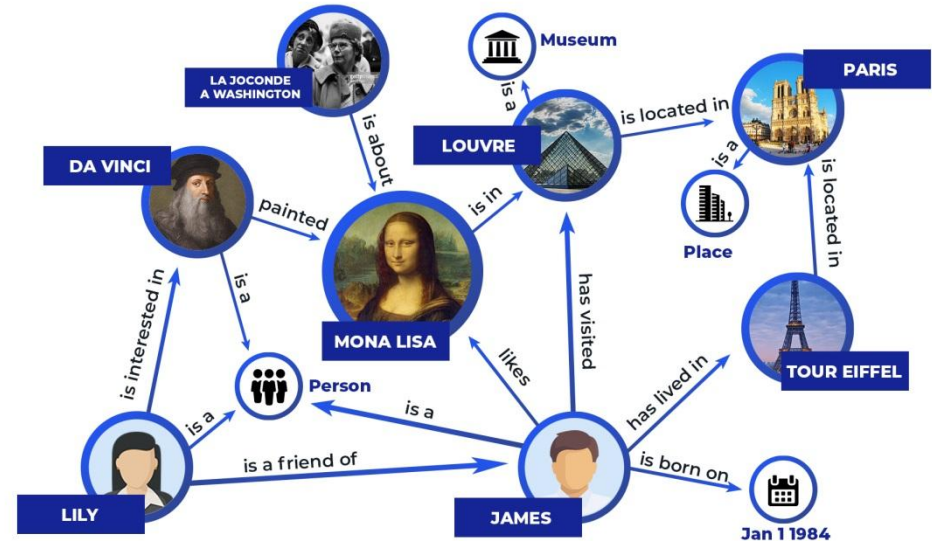 LA JOCONDE
A WASHINGTON
Museum
PARIS
is a
is located in
LOUVRE
is about
DA VINCI
is a
painted
is in
is located in
Place
is a
is interested in
has visited
MONA LISA
likes
TOUR EIFFEL
Person
has lived in
is a
is a
is a friend of
is born on
LILY
JAMES
Jan 1 1984